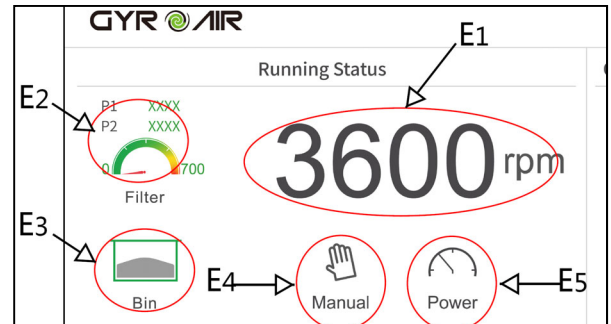 GYRO AIR
E1
Running Status
E2
P1 XXXX
P2 XXXX
0 700
Filter
3600 rpm
E3
Bin
E4
Manual
Power
E5